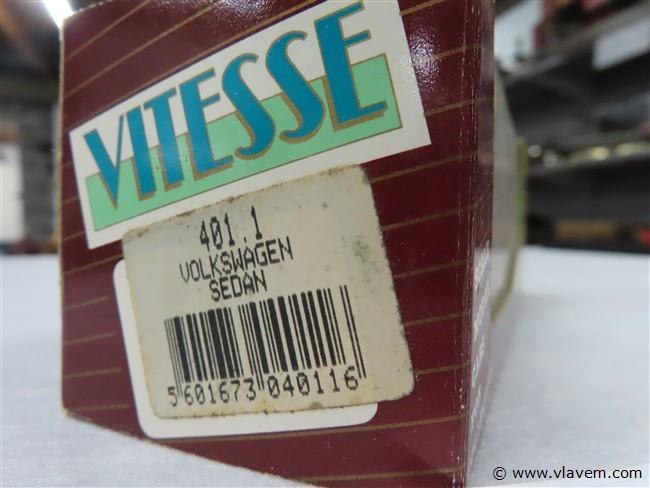 VITESSE
401.1
VOLKSWAGEN
SEDAN
5 601673 040116
© www.vlavem.com